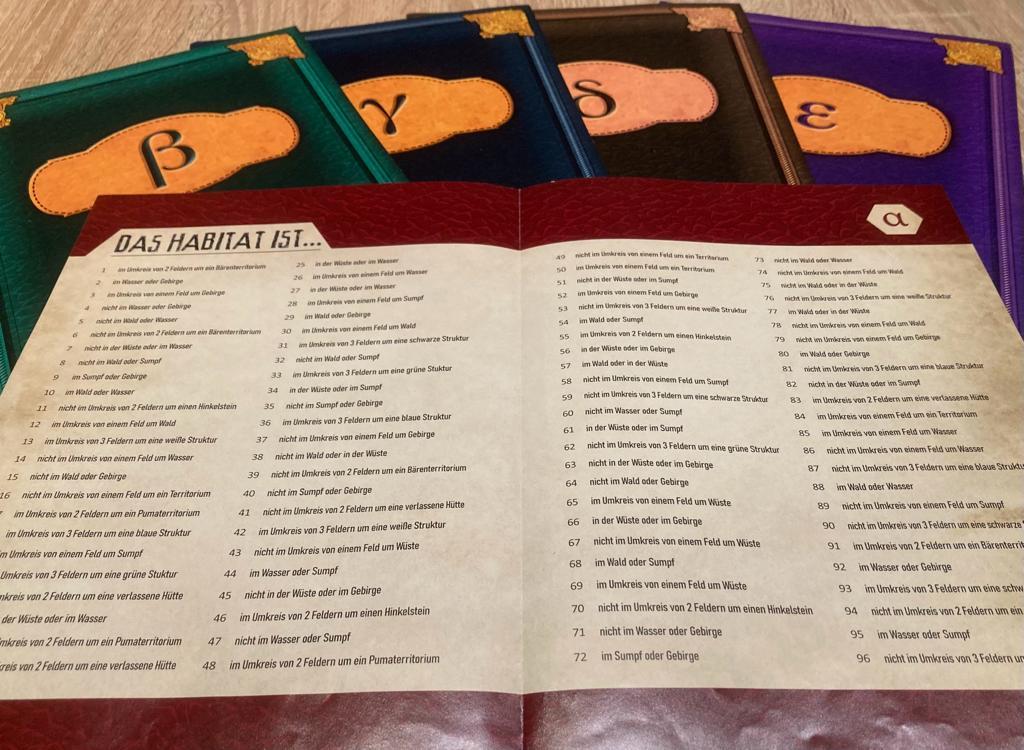 β
γ
δ
ε
α
DAS HABITAT IST...
1 im Umkreis von 2 Feldern um ein Bärenterritorium
2 im Wasser oder Gebirge
3 im Umkreis von einem Feld um Gebirge
4 nicht im Wasser oder Gebirge
5 nicht im Wald oder Wasser
6 nicht im Umkreis von 2 Feldern um ein Bärenterritorium
7 nicht in der Wüste oder im Wasser
8 nicht im Wald oder Sumpf
9 im Sumpf oder Gebirge
10 im Wald oder Wasser
11 nicht im Umkreis von 2 Feldern um einen Hinkelstein
12 im Umkreis von einem Feld um Wald
13 im Umkreis von 3 Feldern um eine weiße Struktur
14 nicht im Umkreis von einem Feld um Wasser
15 nicht im Wald oder Gebirge
16 nicht im Umkreis von einem Feld um ein Territorium
im Umkreis von 2 Feldern um ein Pumaterritorium
im Umkreis von 3 Feldern um eine blaue Struktur
im Umkreis von einem Feld um Sumpf
Umkreis von 3 Feldern um eine grüne Stuktur
von 2 Feldern um eine verlassene Hütte
der Wüste oder im Wasser
von 2 Feldern um ein Pumaterritorium
von 2 Feldern um eine verlassene Hütte
25 in der Wüste oder im Wasser
26 im Umkreis von einem Feld um Wasser
27 nicht in der Wüste oder im Wasser
28 im Umkreis von einem Feld um Sumpf
29 im Wald oder Gebirge
30 im Umkreis von einem Feld um Wald
31 im Umkreis von 3 Feldern um eine schwarze Struktur
32 nicht im Wald oder Sumpf
33 im Umkreis von 3 Feldern um eine grüne Struktur
34 in der Wüste oder im Sumpf
35 nicht im Sumpf oder Gebirge
36 im Umkreis von 3 Feldern um eine blaue Struktur
37 nicht im Umkreis von einem Feld um Gebirge
38 nicht im Wald oder in der Wüste
39 nicht im Umkreis von 2 Feldern um ein Bärenterritorium
40 nicht im Sumpf oder Gebirge
41 nicht im Umkreis von 2 Feldern um eine verlassene Hütte
42 im Umkreis von 3 Feldern um eine weiße Struktur
43 nicht im Umkreis von einem Feld um Wüste
44 im Wasser oder Sumpf
45 nicht in der Wüste oder im Gebirge
46 im Umkreis von 2 Feldern um einen Hinkelstein
47 nicht im Wasser oder Sumpf
48 im Umkreis von 2 Feldern um ein Pumaterritorium
49 nicht im Umkreis von einem Feld um ein Territorium
50 im Umkreis von einem Feld um ein Territorium
51 nicht in der Wüste oder im Sumpf
52 im Umkreis von einem Feld um Gebirge
53 nicht im Umkreis von 3 Feldern um eine weiße Struktur
54 im Wald oder Sumpf
55 im Umkreis von 2 Feldern um einen Hinkelstein
56 in der Wüste oder im Gebirge
57 im Wald oder in der Wüste
58 nicht im Umkreis von einem Feld um Sumpf
59 nicht im Umkreis von 3 Feldern um eine schwarze Struktur
60 nicht im Wasser oder Sumpf
61 in der Wüste oder im Sumpf
62 nicht im Umkreis von 3 Feldern um eine grüne Struktur
63 nicht in der Wüste oder im Gebirge
64 nicht im Wald oder Gebirge
65 im Umkreis von einem Feld um Wüste
66 in der Wüste oder im Gebirge
67 nicht im Umkreis von einem Feld um Wüste
68 im Wald oder Sumpf
69 im Umkreis von einem Feld um Wüste
70 nicht im Umkreis von 2 Feldern um einen Hinkelstein
71 nicht im Wasser oder Gebirge
72 im Sumpf oder Gebirge
73 nicht im Wald oder Wasser
74 nicht im Umkreis von einem Feld um Wald
75 nicht im Wald oder in der Wüste
76 nicht im Umkreis von 3 Feldern um eine weiße Struktur
77 im Wald oder in der Wüste
78 nicht im Umkreis von einem Feld um Wald
79 nicht im Umkreis von einem Feld um Gebirge
80 im Wald oder Gebirge
81 nicht im Umkreis von 3 Feldern um eine blaue Struktur
82 nicht in der Wüste oder im Sumpf
83 im Umkreis von 2 Feldern um eine verlassene Hütte
84 im Umkreis von einem Feld um ein Territorium
85 im Umkreis von einem Feld um Wasser
86 nicht im Umkreis von einem Feld um Wasser
87 nicht im Umkreis von 3 Feldern um eine blaue
88 im Wald oder Wasser
89 nicht im Umkreis von einem Feld um Sumpf
90 nicht im Umkreis von 3 Feldern um eine schwarze
91 im Umkreis von 2 Feldern um ein
92 im Wasser oder Gebirge
93 im Umkreis von 3 Feldern um eine
94 nicht im Umkreis von 2 Feldern um ein
95 im Wasser oder Sumpf
96 nicht im Umkreis von 3 Feldern